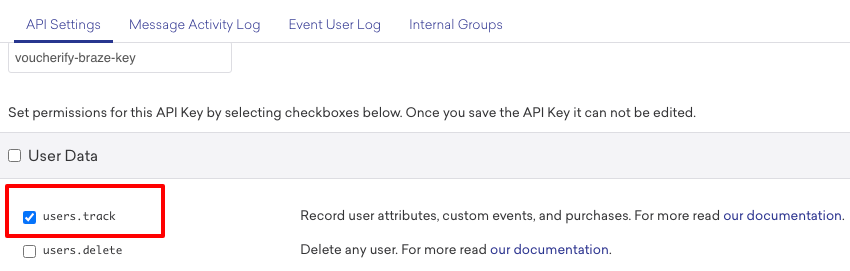 API Settings Message Activity Log Event User Log Internal Groups
voucherify-braze-key
Set permissions for this API Key by selecting checkboxes below. Once you save the API Key it can not be edited.
User Data
users.track Record user attributes, custom events, and purchases. For more read our documentation.
users.delete Delete any user. For more read our documentation.